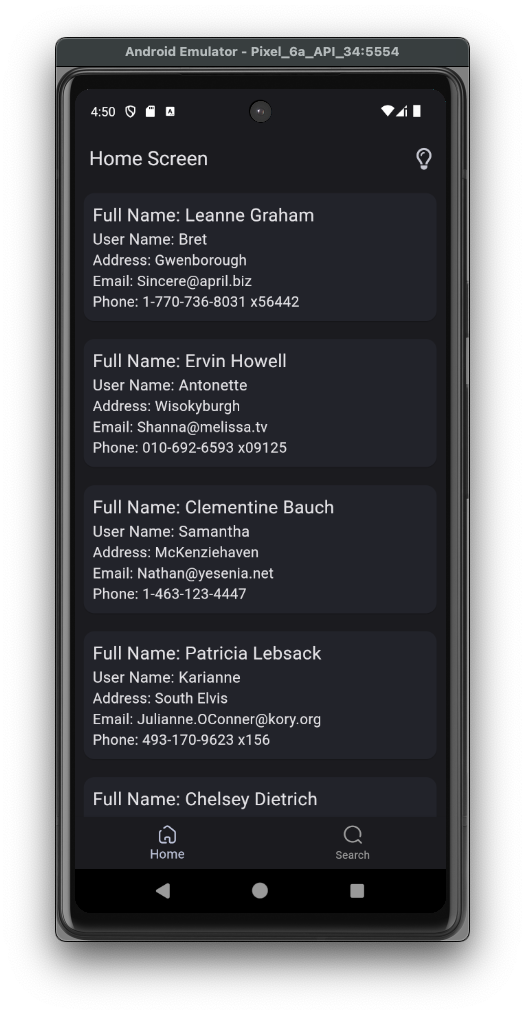 Android Emulator - Pixel_6a_API_34:5554
4:50
Home Screen
Full Name: Leanne Graham
User Name: Bret
Address: Gwenborough
Email: Sincere@april.biz
Phone: 1-770-736-8031 x56442
Full Name: Ervin Howell
User Name: Antonette
Address: Wisokyburgh
Email: Shanna@melissa.tv
Phone: 010-692-6593 x09125
Full Name: Clementine Bauch
User Name: Samantha
Address: McKenziehaven
Email: Nathan@yesenia.net
Phone: 1-463-123-4447
Full Name: Patricia Lebsack
User Name: Karianne
Address: South Elvis
Email: Julianne.OConner@kory.org
Phone: 493-170-9623 x156
Full Name: Chelsey Dietrich
Home
Search